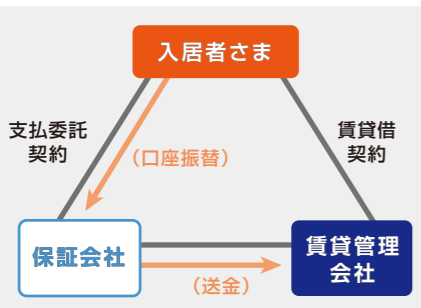 入居者さま
支払委託
契約
(口座振替)
賃貸借
契約
保証会社
賃貸管理
会社
(送金)